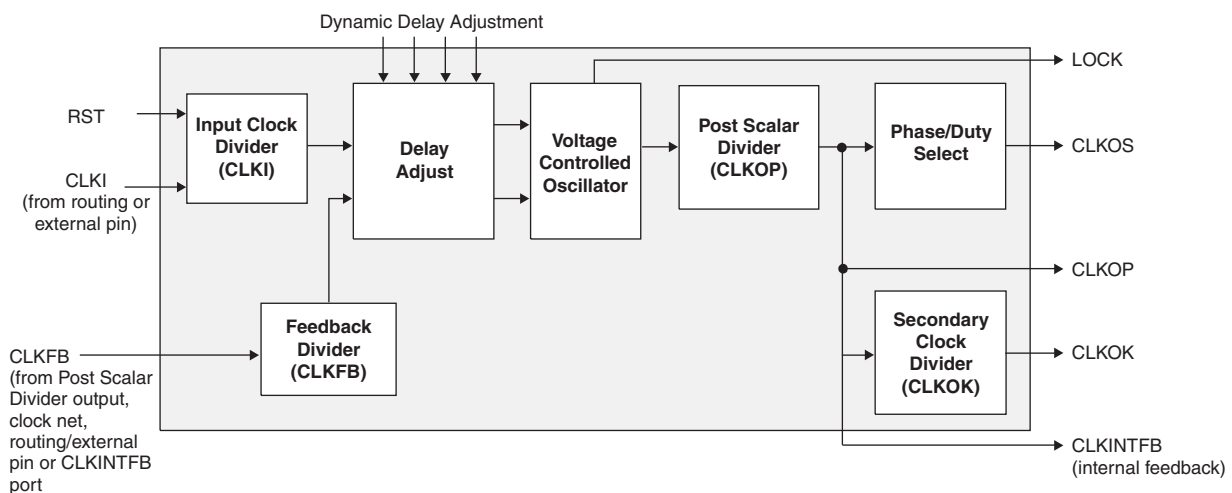 Dynamic Delay Adjustment
LOCK
RST
Input Clock
Divider
(CLKI)
Delay
Adjust
Voltage
Controlled
Oscillator
Post Scalar
Divider
(CLKOP)
Phase/Duty
Select
CLKOS
CLKI
(from routing or
external pin)
CLKOP
Feedback
Divider
(CLKFB)
Secondary
Clock
Divider
(CLKOK)
CLKOK
CLKFB
(from Post Scalar
Divider output,
clock net,
routing/external
pin or CLKINTFB
port
CLKINTFB
(internal feedback)